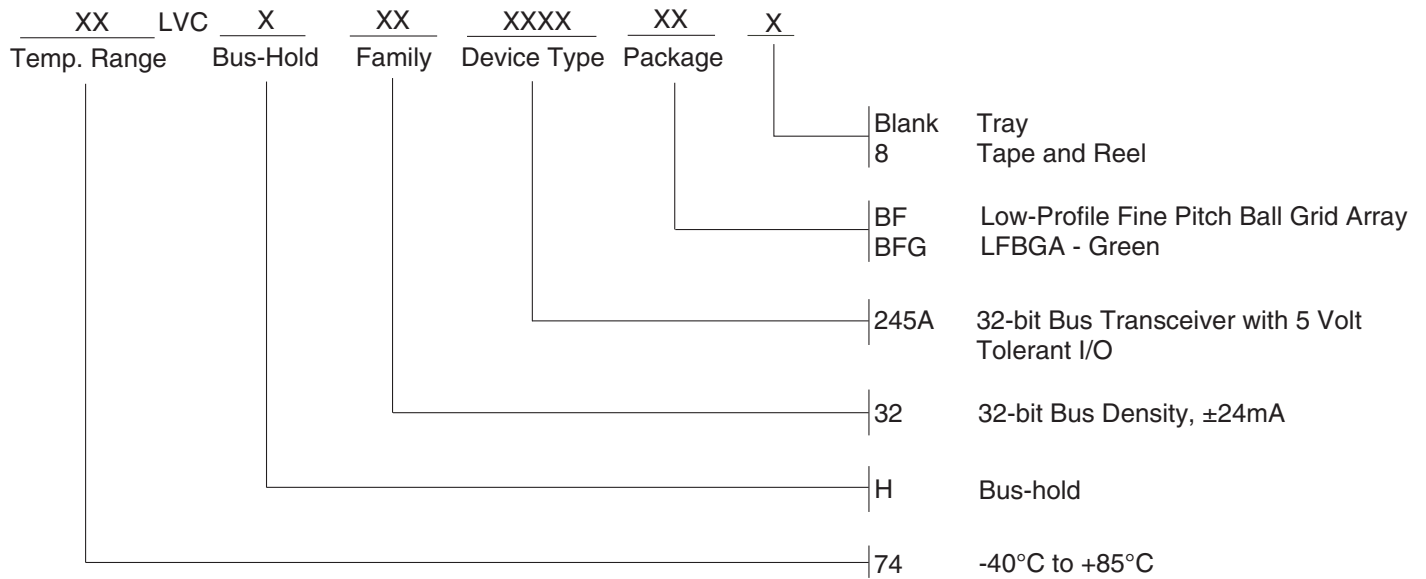 XX LVC X XX XXXX XX X
Temp. Range Bus-Hold Family Device Type Package
Blank Tray
8 Tape and Reel
BF Low-Profile Fine Pitch Ball Grid Array
BFG LFBGA - Green
245A 32-bit Bus Transceiver with 5 Volt
Tolerant I/O
32 32-bit Bus Density, ±24mA
H Bus-hold
74 -40°C to +85°C